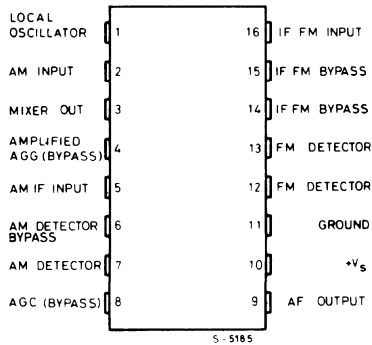 LOCAL
OSCILLATOR 1
16 IF FM INPUT
AM INPUT 2
15 IF FM BYPASS
MIXER OUT 3
14 IF FM BYPASS
AMPLIFIED
AGG (BYPASS) 4
13 FM DETECTOR
AM IF INPUT 5
12 FM DETECTOR
AM DETECTOR
BYPASS 6
11 GROUND
AM DETECTOR 7
10 +Vs
AGC (BYPASS) 8
9 AF OUTPUT
S-5185